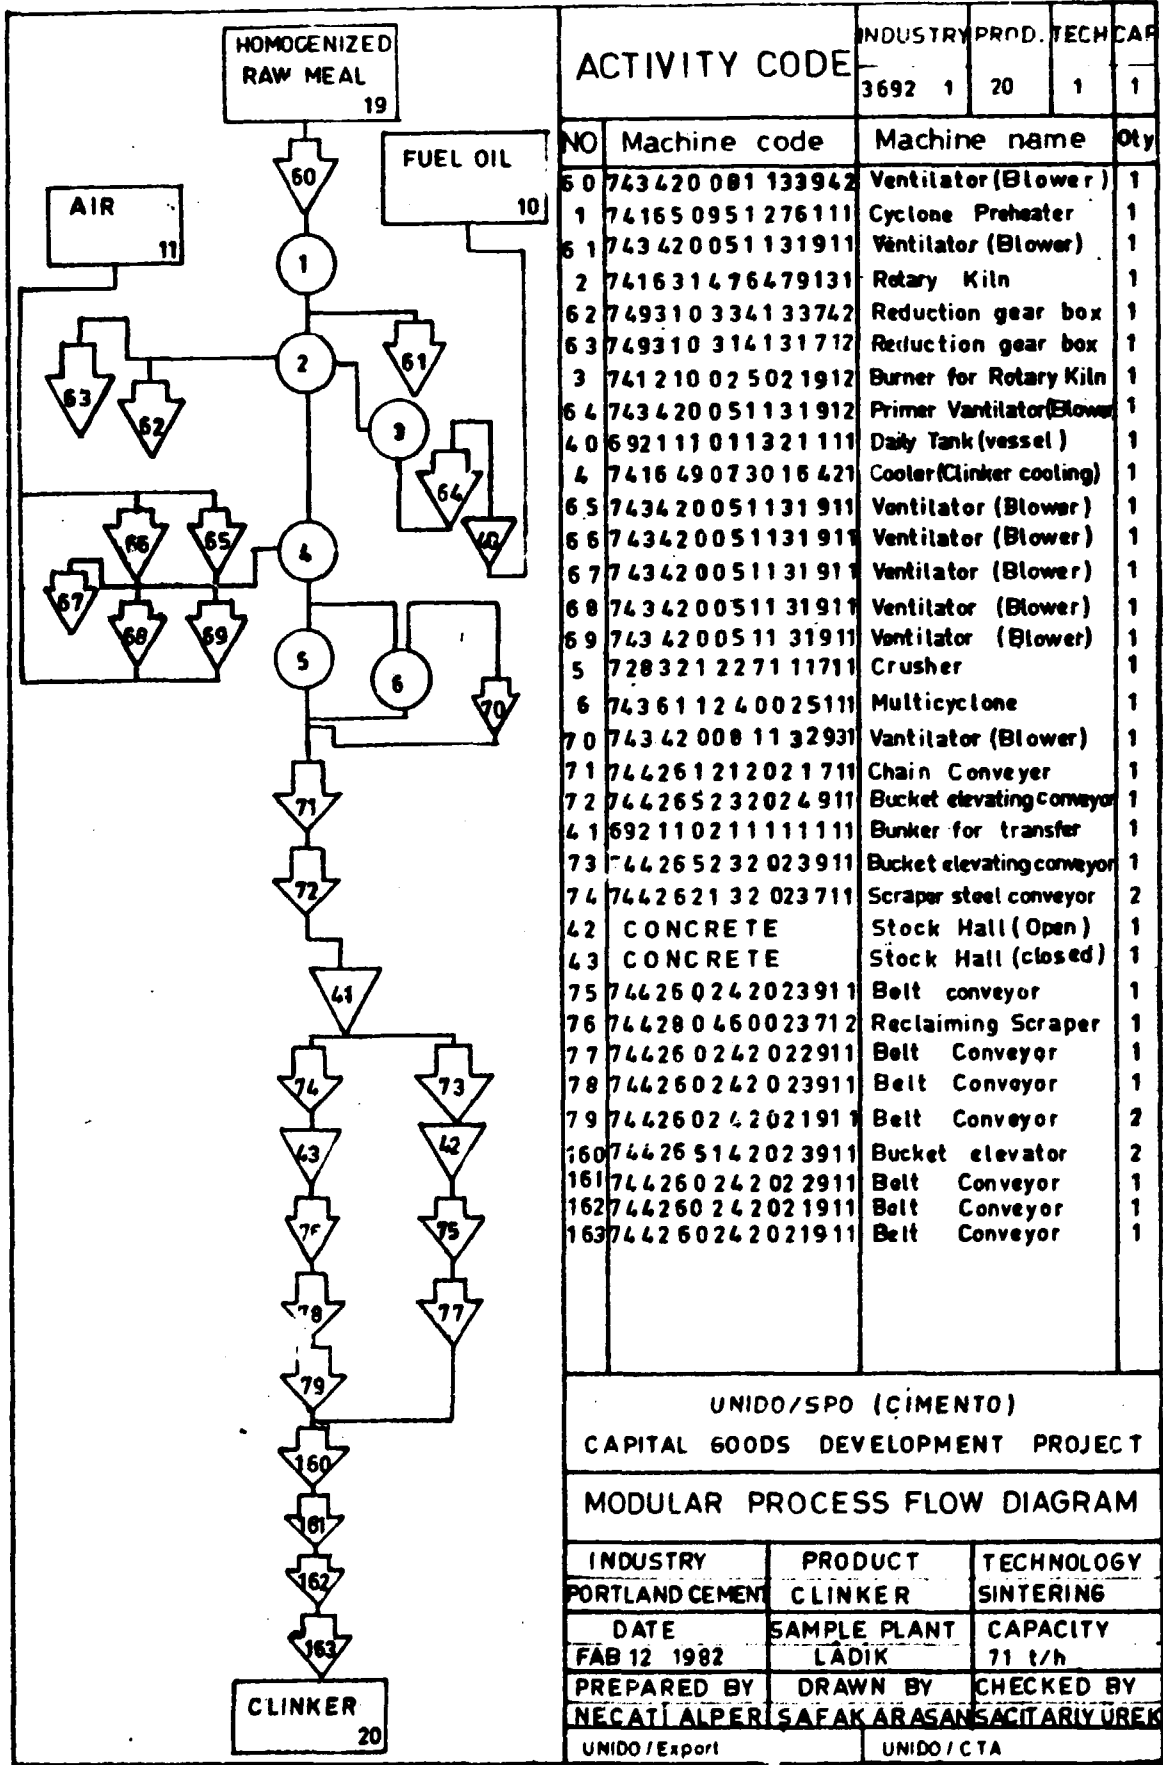 HOMOGENIZED
RAW MEAL
19
60
FUEL OIL
10
AIR
11
1
2
61
63
62
3
64
40
66
65
4
67
68
69
5
6
70
71
72
41
74
73
43
42
75
78
77
79
160
161
162
163
CLINKER
20
ACTIVITY CODE
INDUSTRY PROD. TECH CAP
3692 1 20 1 1
NO Machine code Machine name Qty
60 743420081133942 Ventilator (Blower) 1
1 741650951276111 Cyclone Preheater 1
61 743420051131911 Ventilator (Blower) 1
2 741631476479131 Rotary Kiln 1
62 749310334133742 Reduction gear box 1
63 749310314131712 Reduction gear box 1
3 741210025021912 Burner for Rotary Kiln 1
64 743420051131912 Primer Vantilator (Blower 1
40 692111011321111 Daily Tank (vessel) 1
4 741649073016421 Cooler (Clinker cooling) 1
65 743420051131911 Ventilator (Blower) 1
66 743420051131911 Ventilator (Blower) 1
67 743420051131911 Ventilator (Blower) 1
68 743420051131911 Ventilator (Blower) 1
69 743420051131911 Ventilator (Blower) 1
5 728321227111711 Crusher 1
6 743611240025111 Multicyclone 1
70 743420081132931 Vantilator (Blower) 1
71 744261212021711 Chain Conveyer 1
72 744265232024911 Bucket elevating conveyor 1
41 692110211111111 Bunker for transfer 1
73 44265232023911 Bucket elevating conveyor 1
74 744262132023711 Scraper steel conveyor 2
42 CONCRETE Stock Hall (Open) 1
43 CONCRETE Stock Hall (closed) 1
75 744260242023911 Belt conveyor 1
76 744280460023712 Reclaiming Scraper 1
77 744260242022911 Belt Conveyor 1
78 744260242023911 Belt Conveyor 1
79 744260242021911 Belt Conveyor 2
160 744265142023911 Bucket elevator 2
161 744260242022911 Belt Conveyor 1
162 744260242021911 Belt Conveyor 1
163 744260242021911 Belt Conveyor 1
UNIDO/SPO (ÇİMENTO)
CAPITAL GOODS DEVELOPMENT PROJECT
MODULAR PROCESS FLOW DIAGRAM
INDUSTRY PRODUCT TECHNOLOGY
PORTLAND CEMENT CLINKER SINTERING
DATE SAMPLE PLANT CAPACITY
FAB 12 1982 LADIK 71 t/h
PREPARED BY DRAWN BY CHECKED BY
NECATİ ALPER ŞAFAK ARASAN SACIT ARIYUREK
UNIDO/Export UNIDO/CTA